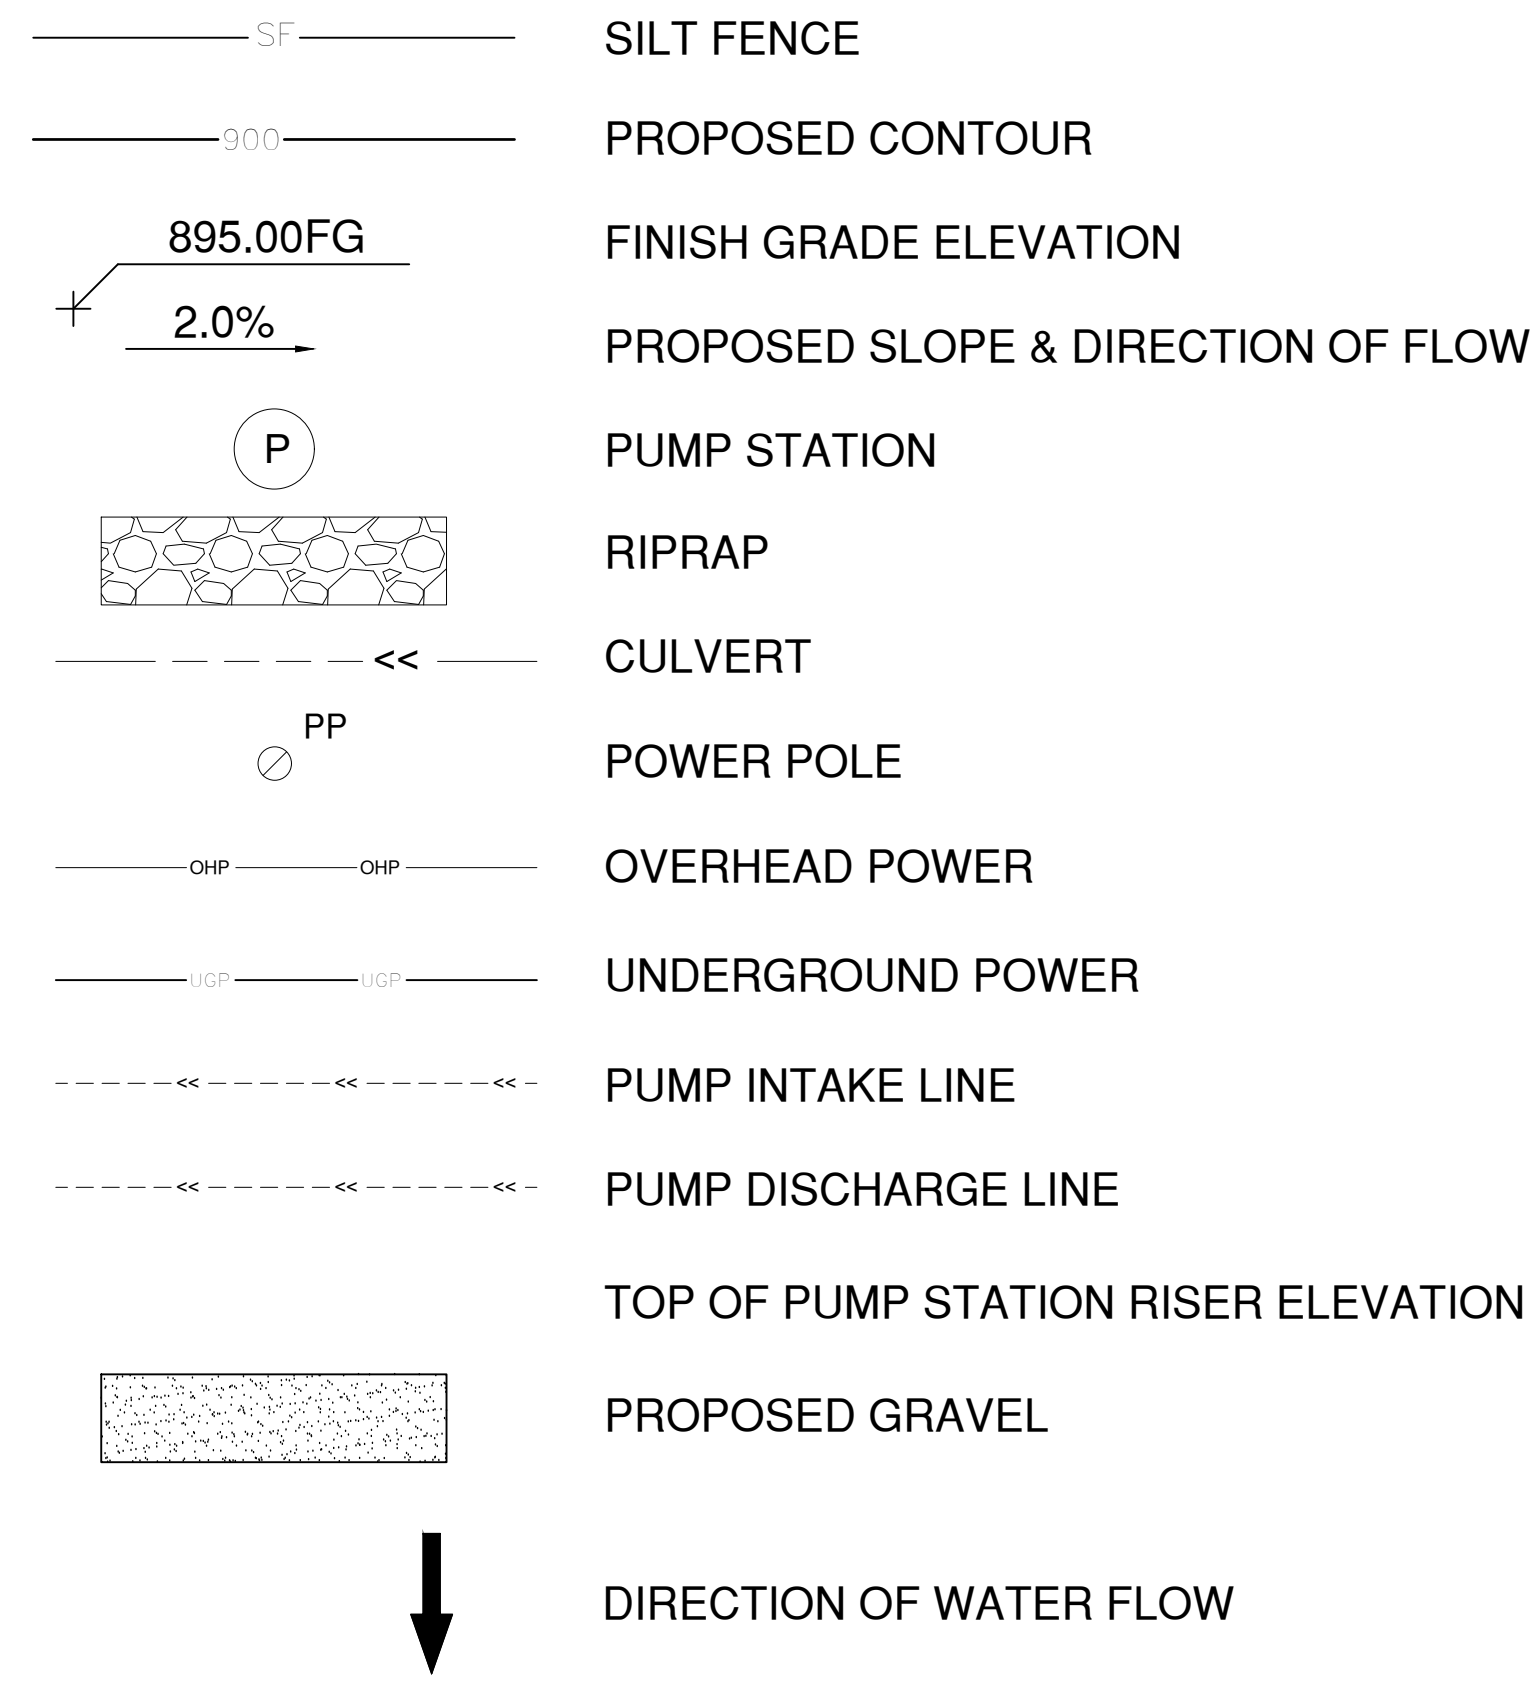 SF SILT FENCE
900 PROPOSED CONTOUR
895.00FG FINISH GRADE ELEVATION
2.0% PROPOSED SLOPE & DIRECTION OF FLOW
P PUMP STATION
RIPRAP
<< CULVERT
PP
POWER POLE
OHP OHP OVERHEAD POWER
UGP UGP UNDERGROUND POWER
<< << << PUMP INTAKE LINE
<< << << PUMP DISCHARGE LINE
TOP OF PUMP STATION RISER ELEVATION
PROPOSED GRAVEL
DIRECTION OF WATER FLOW